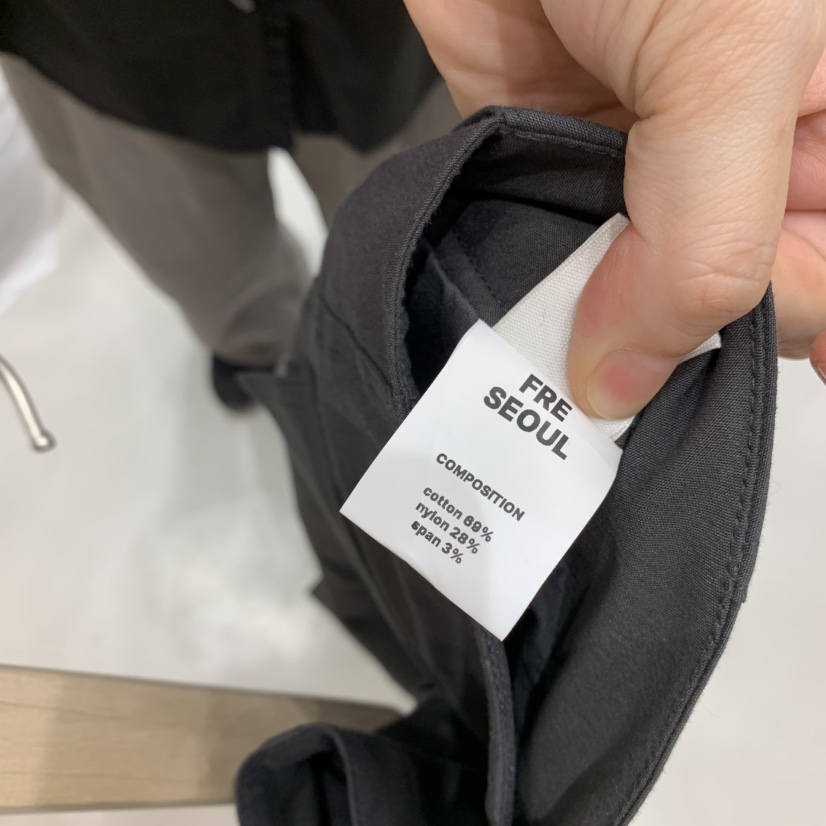 FRE
SEOUL
COMPOSITION
cotton 69%
nylon 28%
span 3%